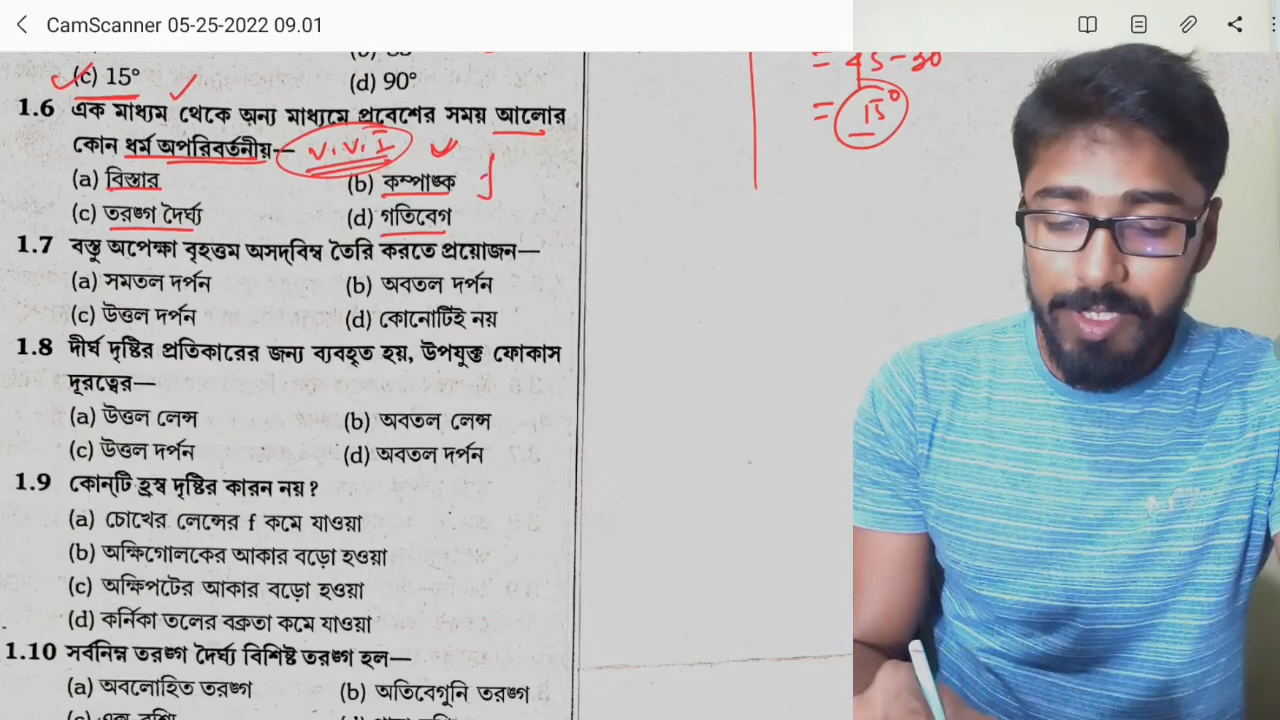 CamScanner 05-25-2022 09.01
(c) 15° (d) 90°
1.6 এক মাধ্যম থেকে অন্য মাধ্যমে প্রবেশের সময় আলোর
কোন ধর্ম অপরিবর্তনীয়— V.V.I
(a) বিস্তার (b) কম্পাঙ্ক
(c) তরঙ্গ দৈর্ঘ্য (d) গতিবেগ
1.7 বস্তু অপেক্ষা বৃহত্তম অসদ্‌বিম্ব তৈরি করতে প্রয়োজন—
(a) সমতল দর্পন (b) অবতল দর্পন
(c) উত্তল দর্পন (d) কোনোটিই নয়
1.8 দীর্ঘ দৃষ্টির প্রতিকারের জন্য ব্যবহৃত হয়, উপযুক্ত ফোকাস
দূরত্বের—
(a) উত্তল লেন্স (b) অবতল লেন্স
(c) উত্তল দর্পন (d) অবতল দর্পন
1.9 কোন্‌টি হ্রস্ব দৃষ্টির কারন নয় ?
(a) চোখের লেন্সের f কমে যাওয়া
(b) অক্ষিগোলকের আকার বড়ো হওয়া
(c) অক্ষিপটের আকার বড়ো হওয়া
(d) কর্নিকা তলের বক্রতা কমে যাওয়া
1.10 সর্বনিম্ন তরঙ্গ দৈর্ঘ্য বিশিষ্ট তরঙ্গ হল—
(a) অবলোহিত তরঙ্গ (b) অতিবেগুনি তরঙ্গ
= 45-30
= 15°